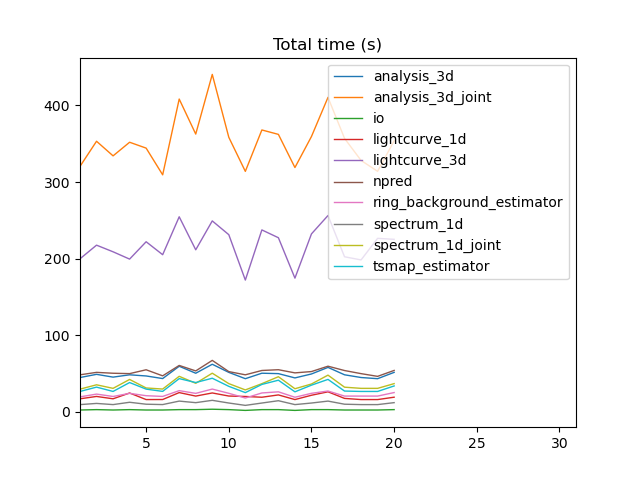 Total time (s)
analysis_3d
analysis_3d_joint
io
lightcurve_1d
lightcurve_3d
npred
ring_background_estimator
spectrum_1d
spectrum_1d_joint
tsmap_estimator
400
300
200
100
0
5 10 15 20 25 30